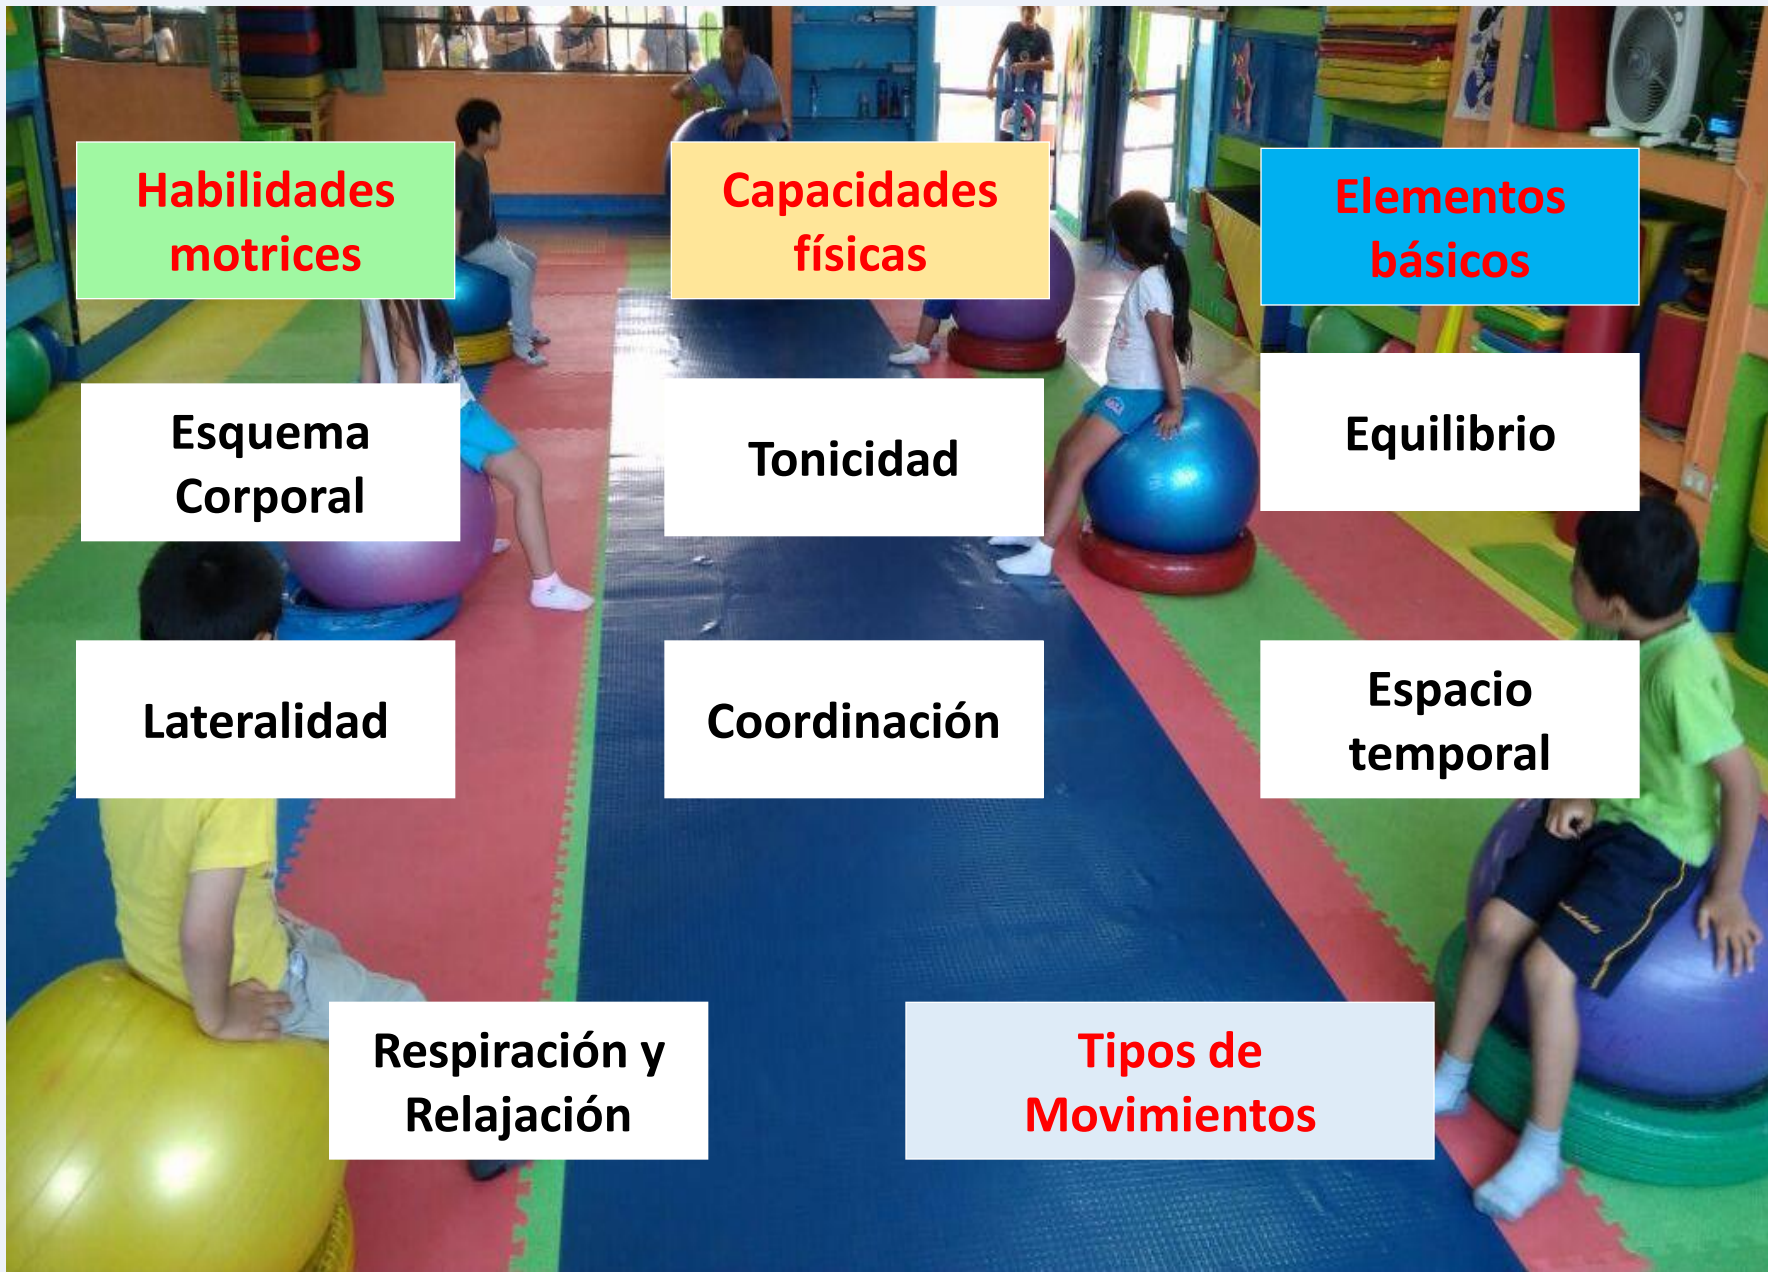 Habilidades
motrices
Capacidades
físicas
Elementos
básicos
Esquema
Corporal
Tonicidad
Equilibrio
Lateralidad
Coordinación
Espacio
temporal
Respiración y
Relajación
Tipos de
Movimientos